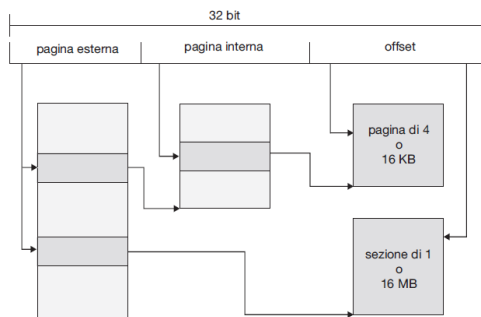 32 bit
pagina esterna
pagina interna
offset
pagina di 4
o
16 KB
sezione di 1
o
16 MB